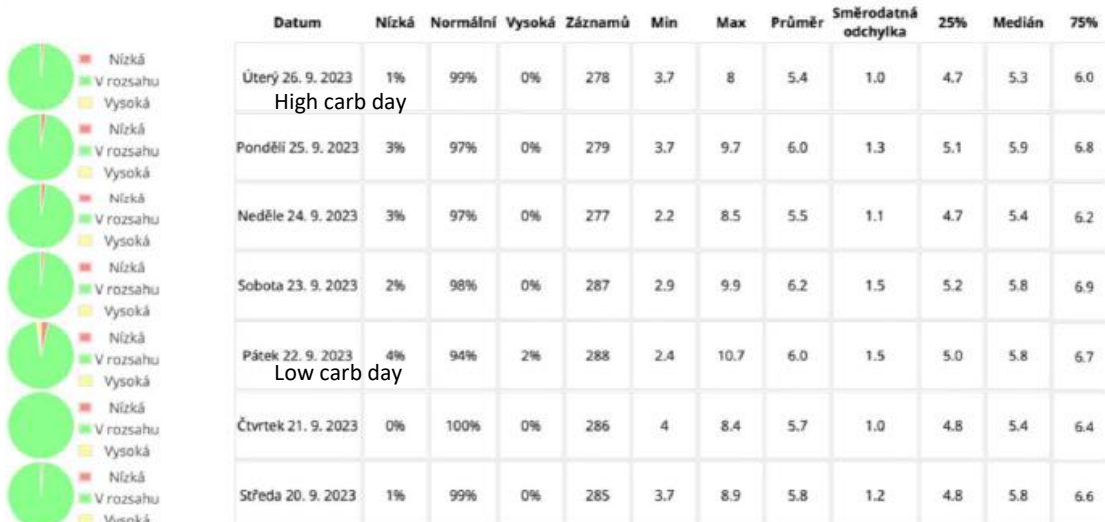 Datum Nízká Normální Vysoká Záznamů Min Max Průměr Směrodatná odchylka 25% Medián 75%
Nízká
V rozsahu
Vysoká
Úterý 26. 9. 2023 1% 99% 0% 278 3.7 8 5.4 1.0 4.7 5.3 6.0
High carb day
Nízká
V rozsahu
Vysoká
Pondělí 25. 9. 2023 3% 97% 0% 279 3.7 9.7 6.0 1.3 5.1 5.9 6.8
Nízká
V rozsahu
Vysoká
Neděle 24. 9. 2023 3% 97% 0% 277 2.2 8.5 5.5 1.1 4.7 5.4 6.2
Nízká
V rozsahu
Vysoká
Sobota 23. 9. 2023 2% 98% 0% 287 2.9 9.9 6.2 1.5 5.2 5.8 6.9
Nízká
V rozsahu
Vysoká
Pátek 22. 9. 2023 4% 94% 2% 288 2.4 10.7 6.0 1.5 5.0 5.8 6.7
Low carb day
Nízká
V rozsahu
Vysoká
Čtvrtek 21. 9. 2023 0% 100% 0% 286 4 8.4 5.7 1.0 4.8 5.4 6.4
Nízká
V rozsahu
Vysoká
Středa 20. 9. 2023 1% 99% 0% 285 3.7 8.9 5.8 1.2 4.8 5.8 6.6